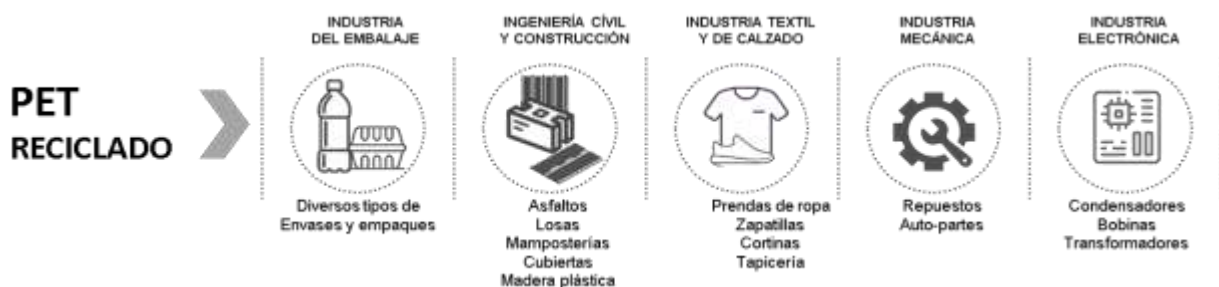 PET
RECICLADO
INDUSTRIA
DEL EMBALAJE
Diversos tipos de
Envases y empaques
INGENIERÍA CÍVIL
Y CONSTRUCCIÓN
Asfaltos
Losas
Mamposterías
Cubiertas
Madera plástica
INDUSTRIA TEXTIL
Y DE CALZADO
Prendas de ropa
Zapatillas
Cortinas
Tapicería
INDUSTRIA
MECÁNICA
Repuestos
Auto-partes
INDUSTRIA
ELECTRÓNICA
Condensadores
Bobinas
Transformadores